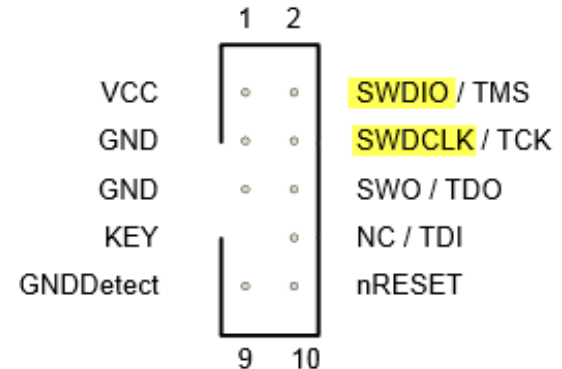 1 2
VCC SWDIO / TMS
GND SWDCLK / TCK
GND SWO / TDO
KEY NC / TDI
GNDDetect nRESET
9 10